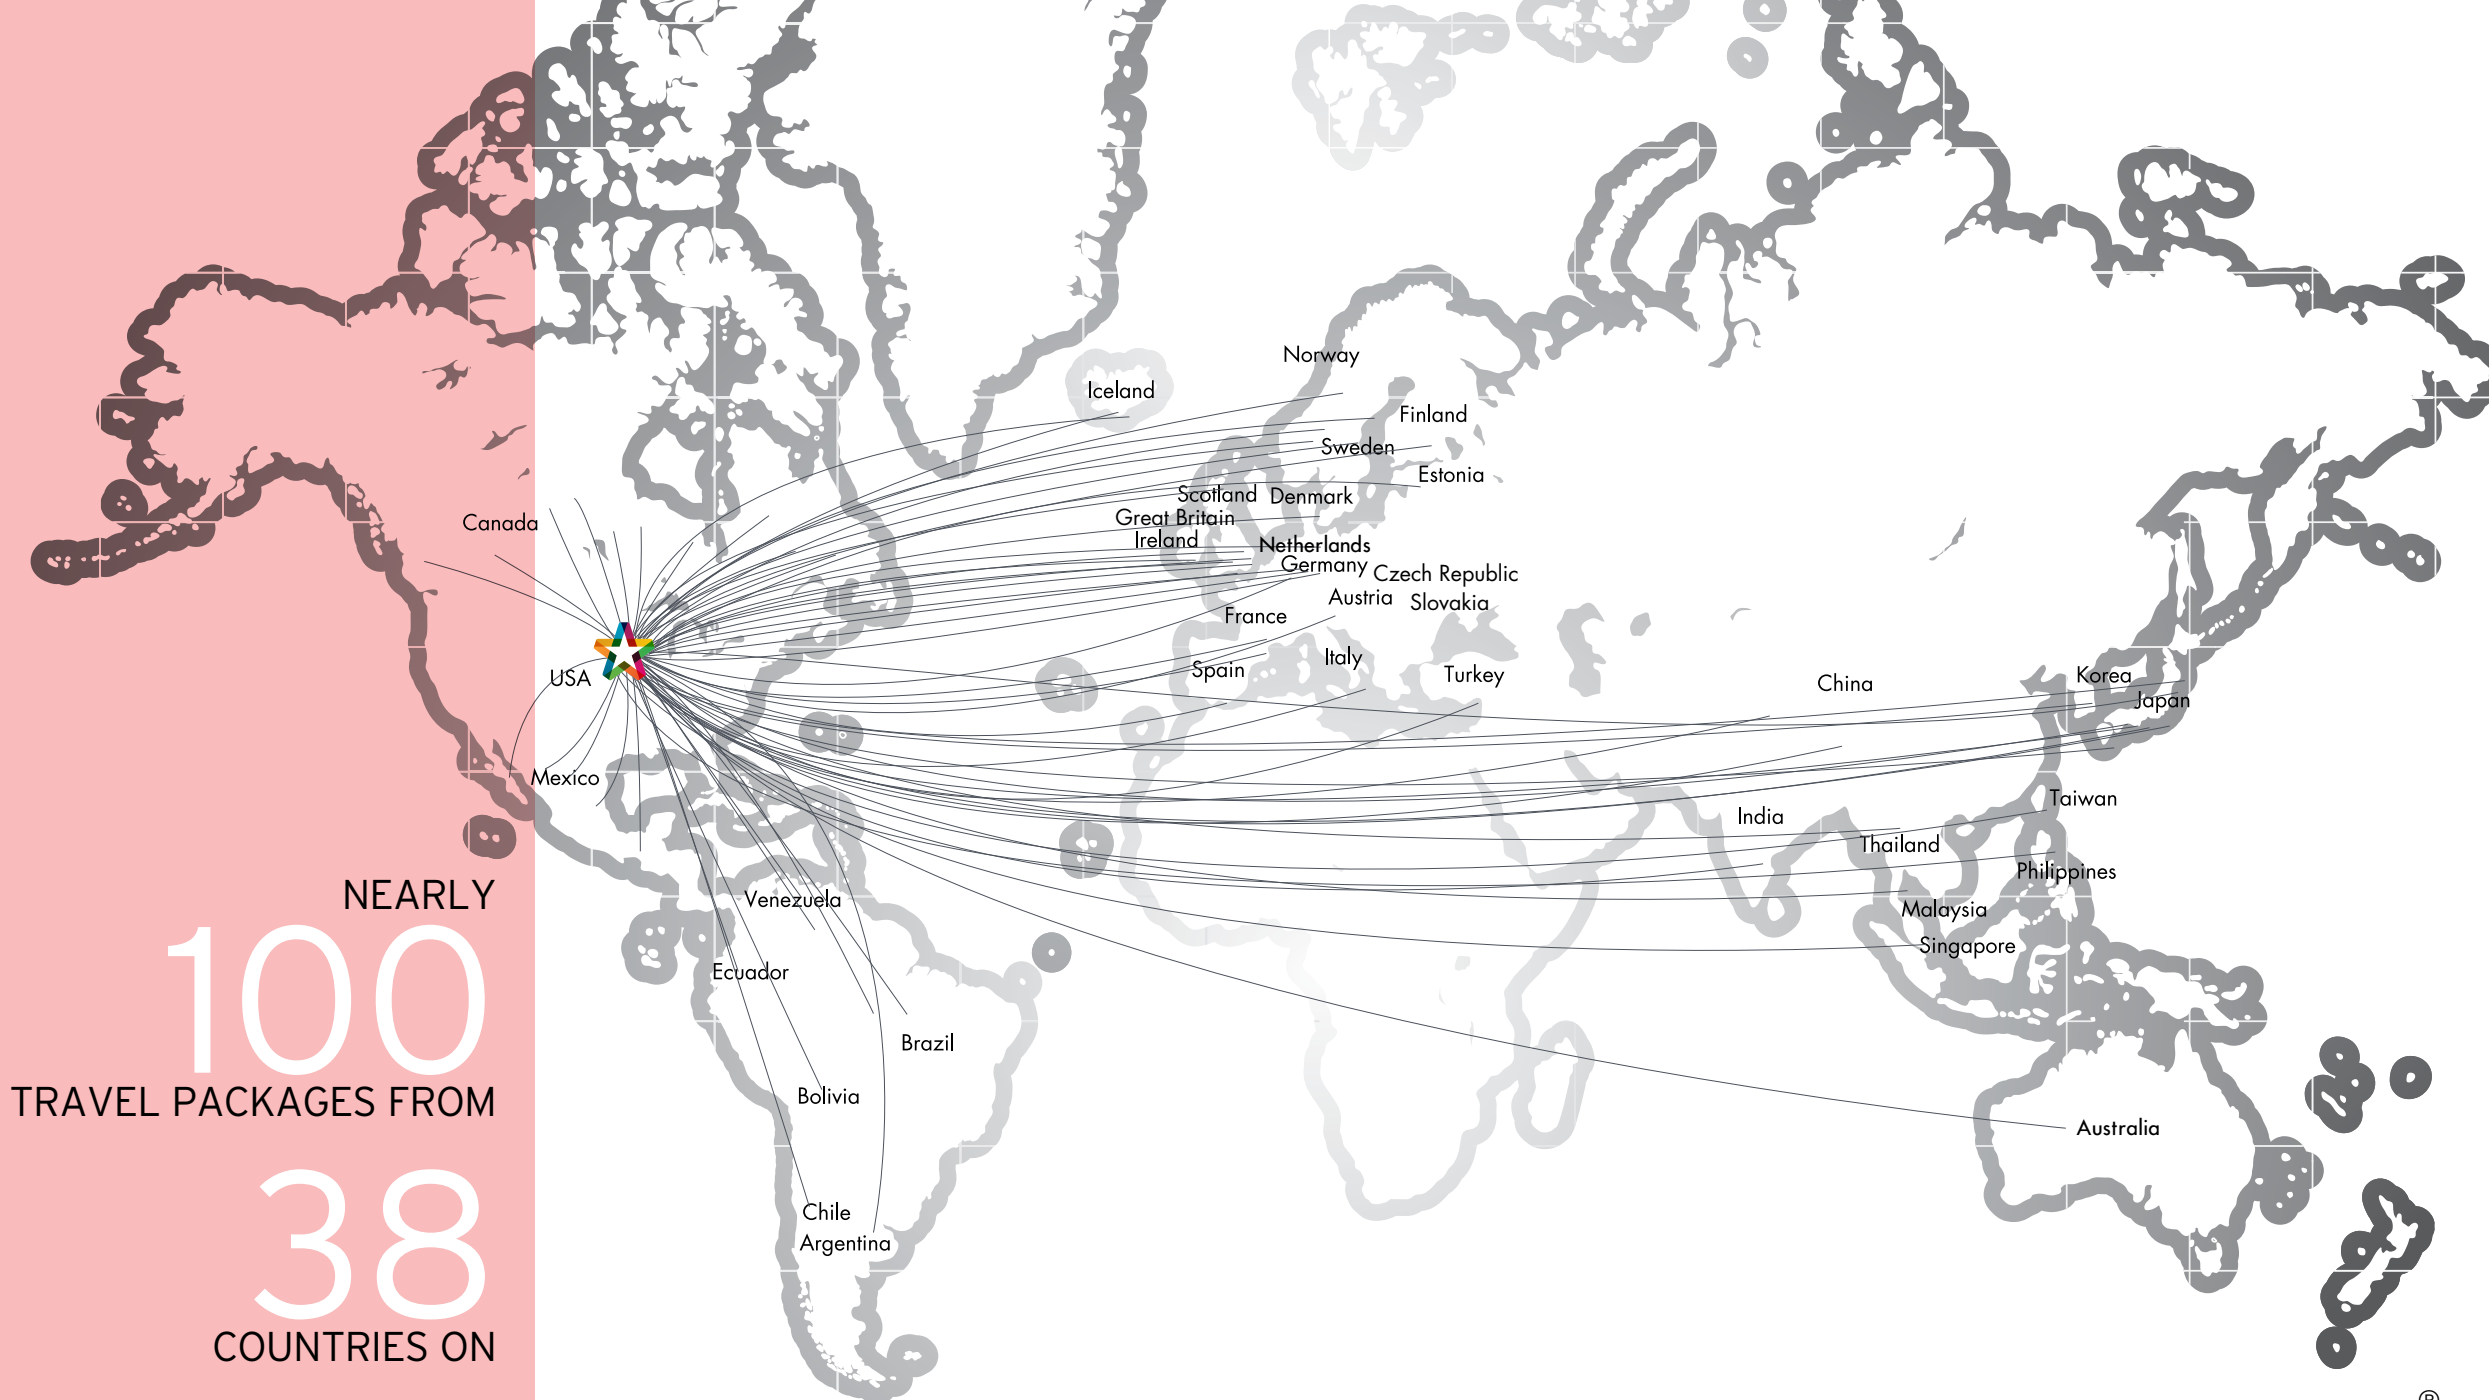 NEARLY
100
TRAVEL PACKAGES FROM
38
COUNTRIES ON
Norway
Iceland
Finland
Sweden
Estonia
Scotland
Denmark
Great Britain
Ireland
Canada
Netherlands
Germany
Czech Republic
Austria
Slovakia
France
Italy
Spain
Turkey
USA
China
Korea
Japan
Mexico
Taiwan
India
Thailand
Philippines
Venezuela
Malaysia
Singapore
Ecuador
Brazil
Bolivia
Australia
Chile
Argentina
®